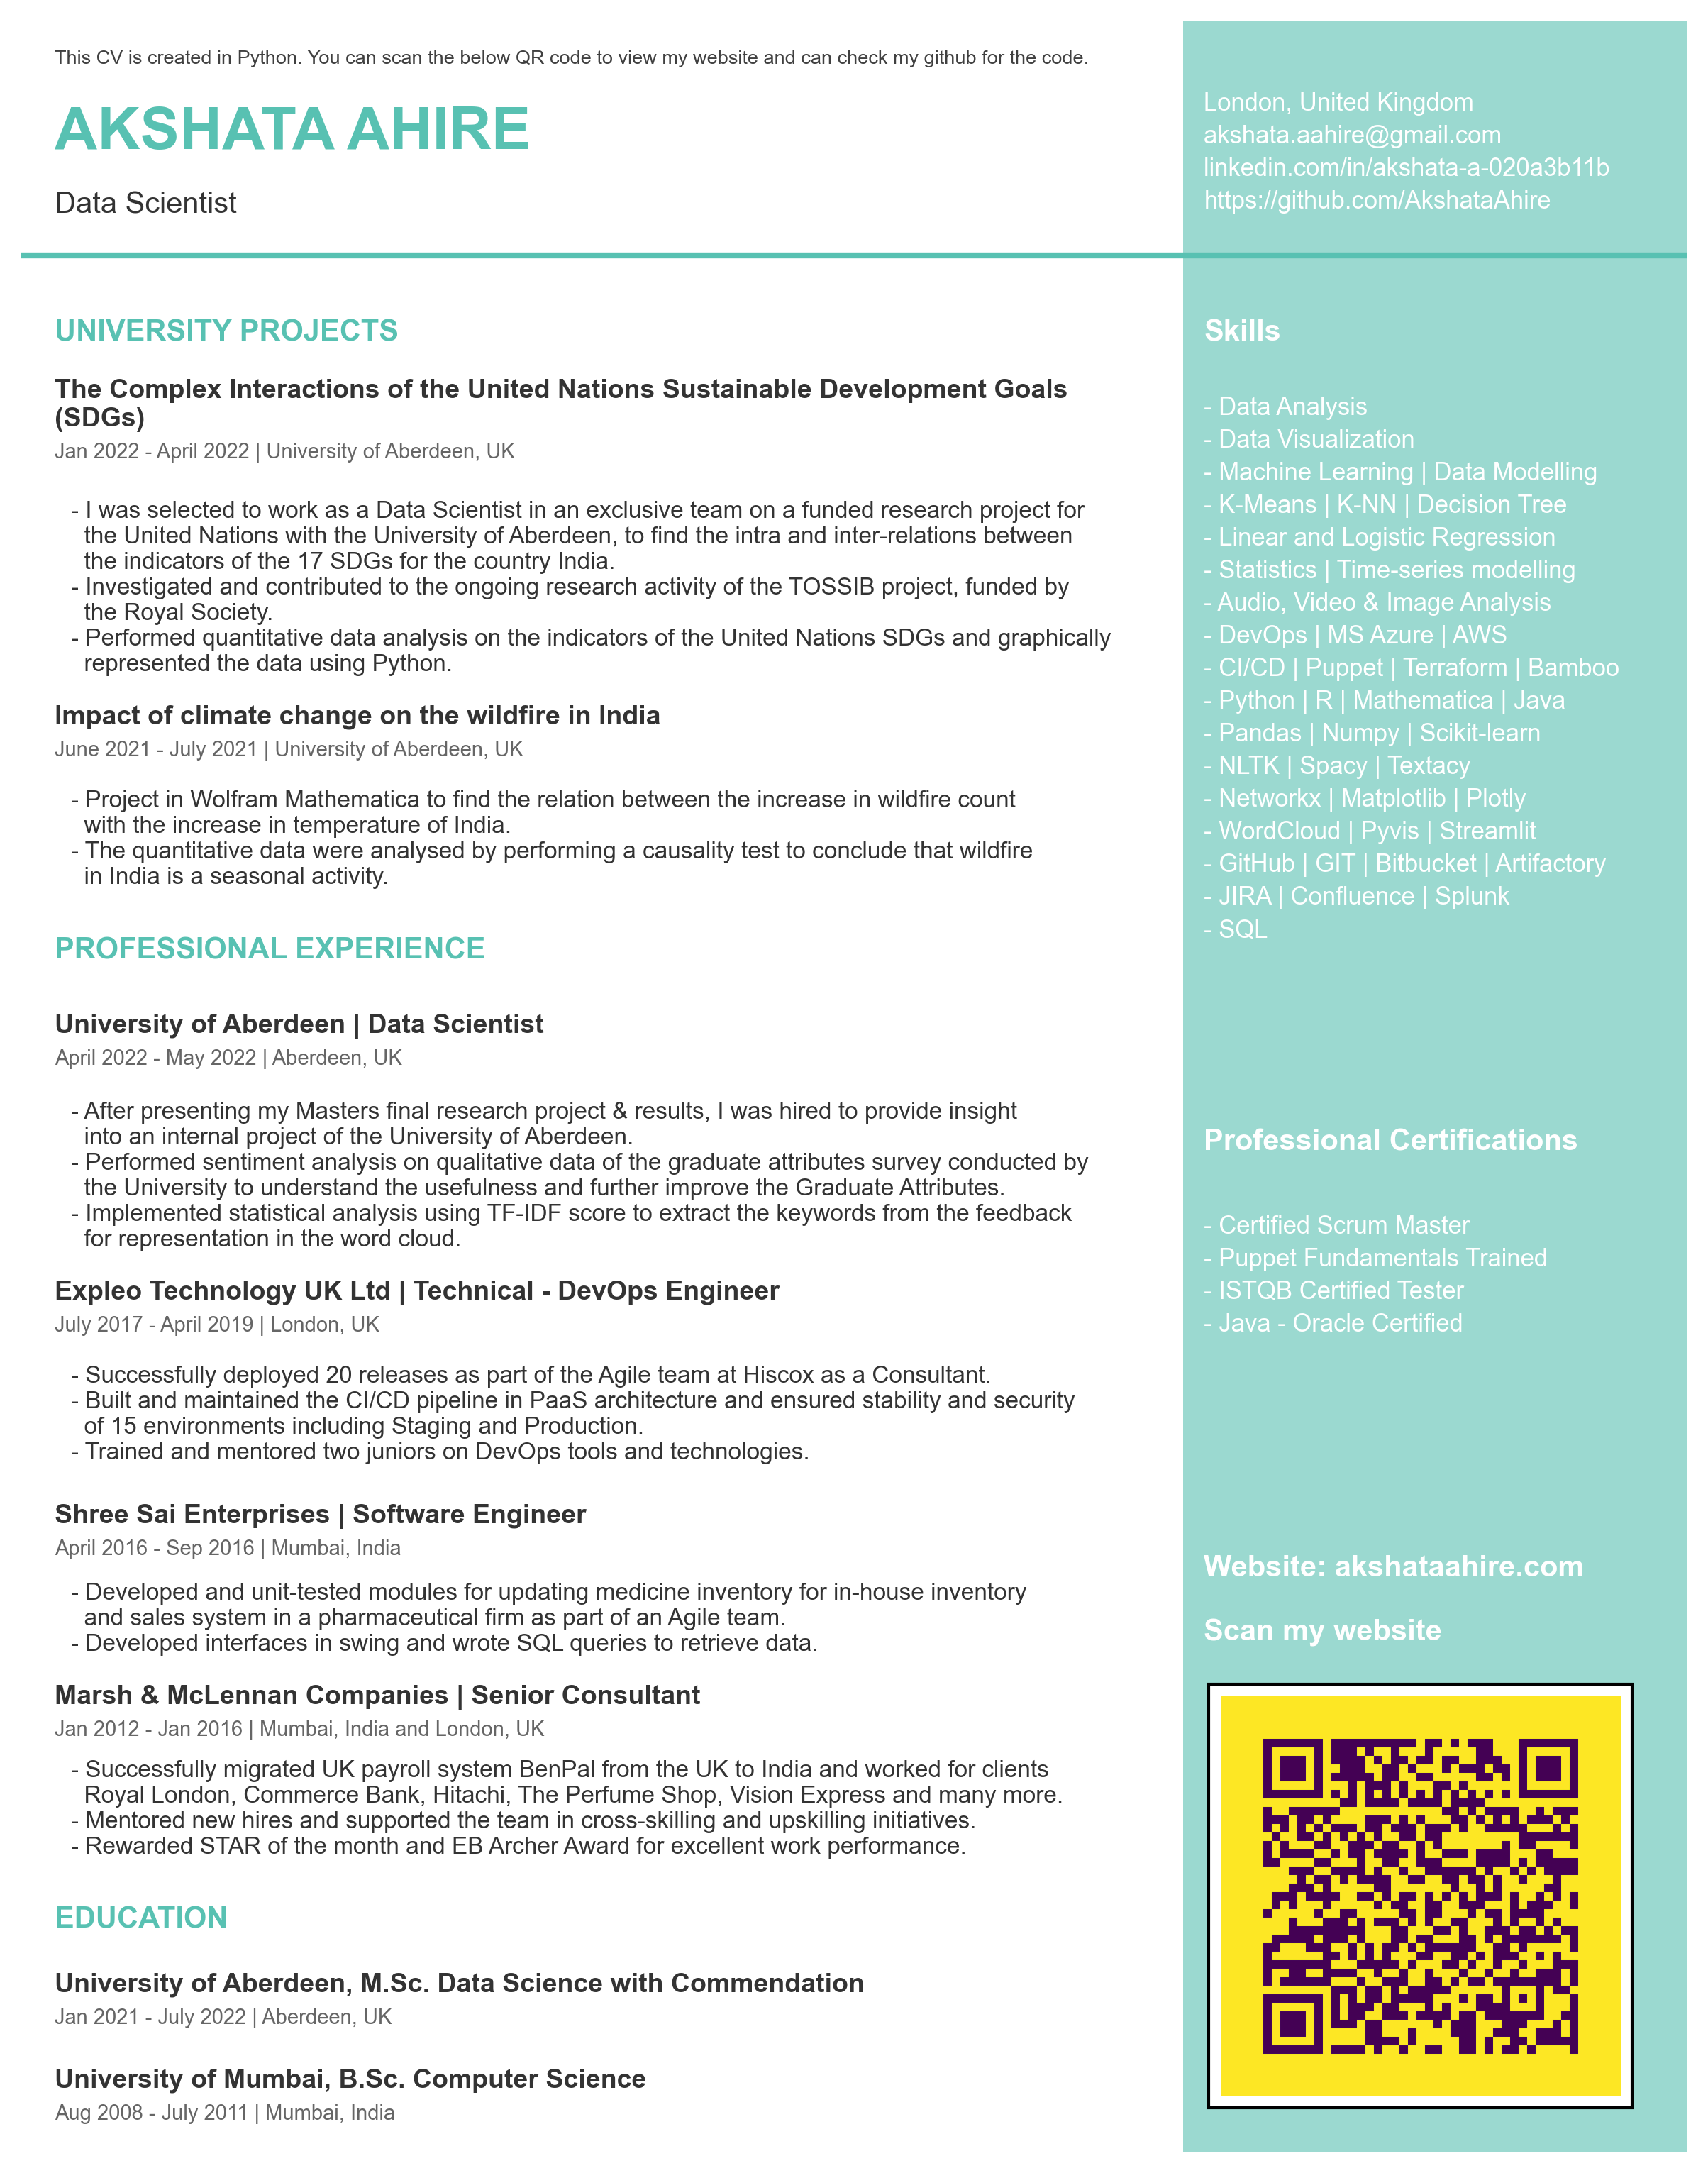 This CV is created in Python. You can scan the below QR code to view my website and can check my github for the code.
AKSHATA AHIRE
Data Scientist
London, United Kingdom
akshata.aahire@gmail.com
linkedin.com/in/akshata-a-020a3b11b
https://github.com/AkshataAhire
UNIVERSITY PROJECTS
The Complex Interactions of the United Nations Sustainable Development Goals
(SDGs)
Jan 2022 - April 2022 | University of Aberdeen, UK
- I was selected to work as a Data Scientist in an exclusive team on a funded research project for
the United Nations with the University of Aberdeen, to find the intra and inter-relations between
the indicators of the 17 SDGs for the country India.
- Investigated and contributed to the ongoing research activity of the TOSSIB project, funded by
the Royal Society.
- Performed quantitative data analysis on the indicators of the United Nations SDGs and graphically
represented the data using Python.
Impact of climate change on the wildfire in India
June 2021 - July 2021 | University of Aberdeen, UK
- Project in Wolfram Mathematica to find the relation between the increase in wildfire count
with the increase in temperature of India.
- The quantitative data were analysed by performing a causality test to conclude that wildfire
in India is a seasonal activity.
PROFESSIONAL EXPERIENCE
University of Aberdeen | Data Scientist
April 2022 - May 2022 | Aberdeen, UK
- After presenting my Masters final research project & results, I was hired to provide insight
into an internal project of the University of Aberdeen.
- Performed sentiment analysis on qualitative data of the graduate attributes survey conducted by
the University to understand the usefulness and further improve the Graduate Attributes.
- Implemented statistical analysis using TF-IDF score to extract the keywords from the feedback
for representation in the word cloud.
Expleo Technology UK Ltd | Technical - DevOps Engineer
July 2017 - April 2019 | London, UK
- Successfully deployed 20 releases as part of the Agile team at Hiscox as a Consultant.
- Built and maintained the CI/CD pipeline in PaaS architecture and ensured stability and security
of 15 environments including Staging and Production.
- Trained and mentored two juniors on DevOps tools and technologies.
Shree Sai Enterprises | Software Engineer
April 2016 - Sep 2016 | Mumbai, India
- Developed and unit-tested modules for updating medicine inventory for in-house inventory
and sales system in a pharmaceutical firm as part of an Agile team.
- Developed interfaces in swing and wrote SQL queries to retrieve data.
Marsh & McLennan Companies | Senior Consultant
Jan 2012 - Jan 2016 | Mumbai, India and London, UK
- Successfully migrated UK payroll system BenPal from the UK to India and worked for clients
Royal London, Commerce Bank, Hitachi, The Perfume Shop, Vision Express and many more.
- Mentored new hires and supported the team in cross-skilling and upskilling initiatives.
- Rewarded STAR of the month and EB Archer Award for excellent work performance.
EDUCATION
University of Aberdeen, M.Sc. Data Science with Commendation
Jan 2021 - July 2022 | Aberdeen, UK
University of Mumbai, B.Sc. Computer Science
Aug 2008 - July 2011 | Mumbai, India
Skills
- Data Analysis
- Data Visualization
- Machine Learning | Data Modelling
- K-Means | K-NN | Decision Tree
- Linear and Logistic Regression
- Statistics | Time-series modelling
- Audio, Video & Image Analysis
- DevOps | MS Azure | AWS
- CI/CD | Puppet | Terraform | Bamboo
- Python | R | Mathematica | Java
- Pandas | Numpy | Scikit-learn
- NLTK | Spacy | Textacy
- Networkx | Matplotlib | Plotly
- WordCloud | Pyvis | Streamlit
- GitHub | GIT | Bitbucket | Artifactory
- JIRA | Confluence | Splunk
- SQL
Professional Certifications
- Certified Scrum Master
- Puppet Fundamentals Trained
- ISTQB Certified Tester
- Java - Oracle Certified
Website: akshataahire.com
Scan my website